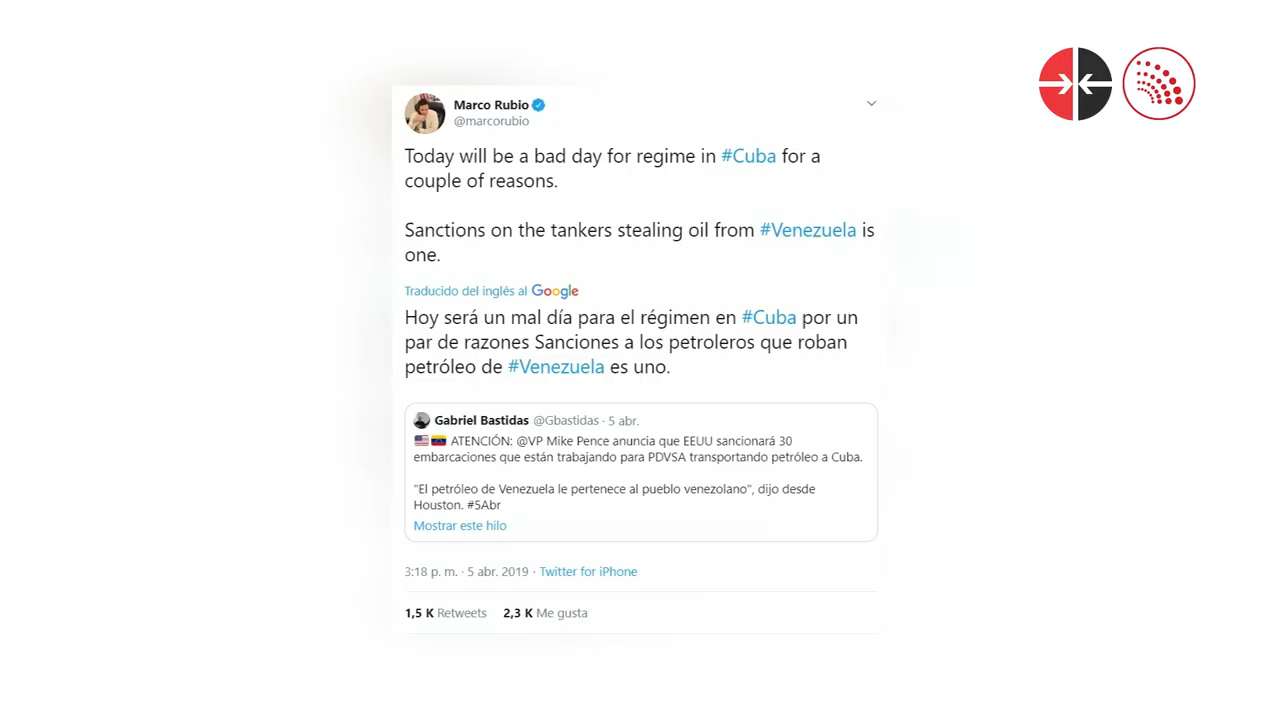 Marco Rubio
@marcorubio
Today will be a bad day for regime in #Cuba for a
couple of reasons.
Sanctions on the tankers stealing oil from #Venezuela is
one.
Traducido del inglés al Google
Hoy será un mal día para el régimen en #Cuba por un
par de razones Sanciones a los petroleros que roban
petróleo de #Venezuela es uno.
Gabriel Bastidas @Gbastidas · 5 abr.
ATENCIÓN: @VP Mike Pence anuncia que EEUU sancionará 30
embarcaciones que están trabajando para PDVSA transportando petróleo a Cuba.
"El petróleo de Venezuela le pertenece al pueblo venezolano", dijo desde
Houston. #5Abr
Mostrar este hilo
3:18 p. m. · 5 abr. 2019 · Twitter for iPhone
1,5 K Retweets 2,3 K Me gusta